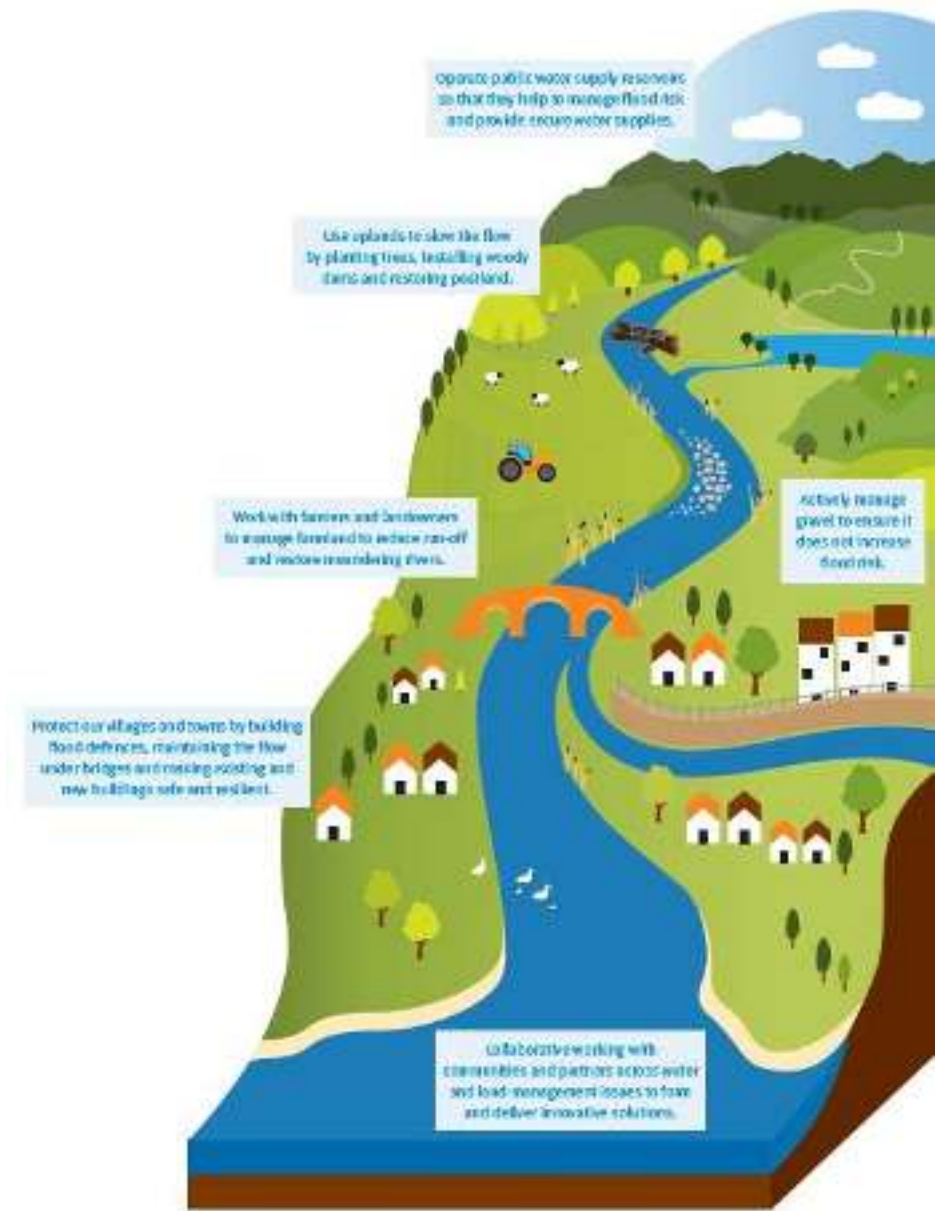 Operate public water supply reservoirs
so that they help to manage flood risk
and provide secure water supplies.
Use uplands to slow the flow
by planting trees, installing woody
dams and restoring peatland.
Work with farmers and landowners
to manage farmland to reduce run-off
and restore meandering rivers.
Actively manage
gravel to ensure it
does not increase
flood risk.
Protect our villages and towns by building
flood defences, maintaining the flow
under bridges and making existing and
new buildings safe and resilient.
Collaborative working with
communities and partners across water
and land management issues to form
and deliver innovative solutions.